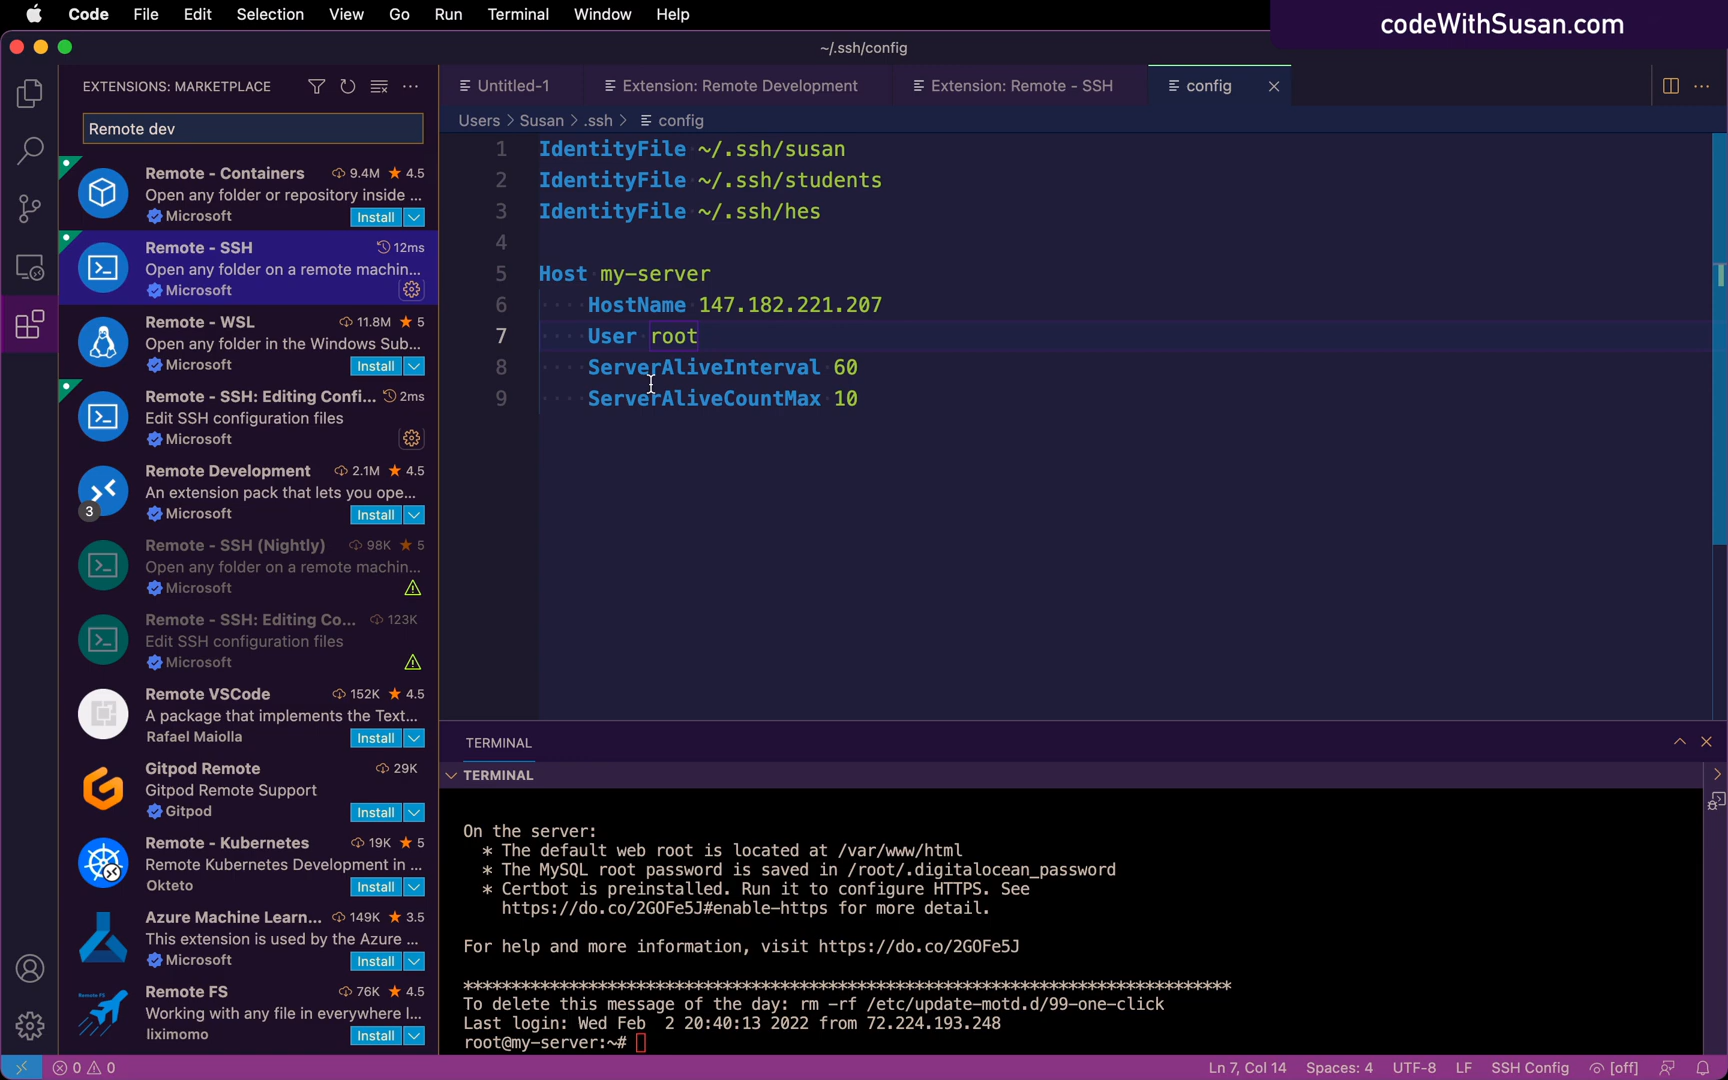 Code File Edit Selection View Go Run Terminal Window Help
codeWithSusan.com
~/.ssh/config
EXTENSIONS: MARKETPLACE
Remote dev
Remote - Containers 9.4M ★ 4.5
Open any folder or repository inside ...
Microsoft Install
Remote - SSH 12ms
Open any folder on a remote machin...
Microsoft
Remote - WSL 11.8M ★ 5
Open any folder in the Windows Sub...
Microsoft Install
Remote - SSH: Editing Confi... 2ms
Edit SSH configuration files
Microsoft
Remote Development 2.1M ★ 4.5
An extension pack that lets you ope...
3 Microsoft Install
Remote - SSH (Nightly) 98K ★ 5
Open any folder on a remote machin...
Microsoft
Remote - SSH: Editing Co... 123K
Edit SSH configuration files
Microsoft
Remote VSCode 152K ★ 4.5
A package that implements the Text...
Rafael Maiolla Install
Gitpod Remote 29K
Gitpod Remote Support
Gitpod Install
Remote - Kubernetes 19K ★ 5
Remote Kubernetes Development in ...
Okteto Install
Azure Machine Learn... 149K ★ 3.5
This extension is used by the Azure ...
Microsoft Install
Remote FS 76K ★ 4.5
Working with any file in everywhere l...
liximomo Install
Untitled-1 Extension: Remote Development Extension: Remote - SSH config
Users > Susan > .ssh > config
1 IdentityFile ~/.ssh/susan
2 IdentityFile ~/.ssh/students
3 IdentityFile ~/.ssh/hes
4
5 Host my-server
6 HostName 147.182.221.207
7 User root
8 ServerAliveInterval 60
9 ServerAliveCountMax 10
TERMINAL
TERMINAL
On the server:
* The default web root is located at /var/www/html
* The MySQL root password is saved in /root/.digitalocean_password
* Certbot is preinstalled. Run it to configure HTTPS. See
https://do.co/2GOFe5J#enable-https for more detail.
For help and more information, visit https://do.co/2GOFe5J
********************************************************************************
To delete this message of the day: rm -rf /etc/update-motd.d/99-one-click
Last login: Wed Feb  2 20:40:13 2022 from 72.224.193.248
root@my-server:~#
0 0 Ln 7, Col 14 Spaces: 4 UTF-8 LF SSH Config [off]